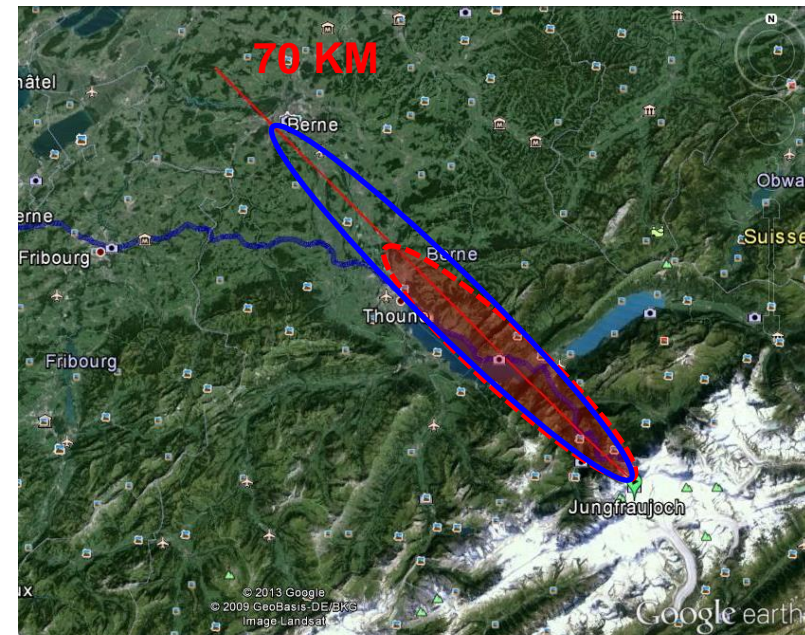 N
70 KM
hâtel
Berne
Obwa
erne
Suisse
Fribourg
Berne
Thoune
Fribourg
Jungfraujoch
ux
© 2013 Google
© 2009 GeoBasis-DE/BKG
Image Landsat
Google earth